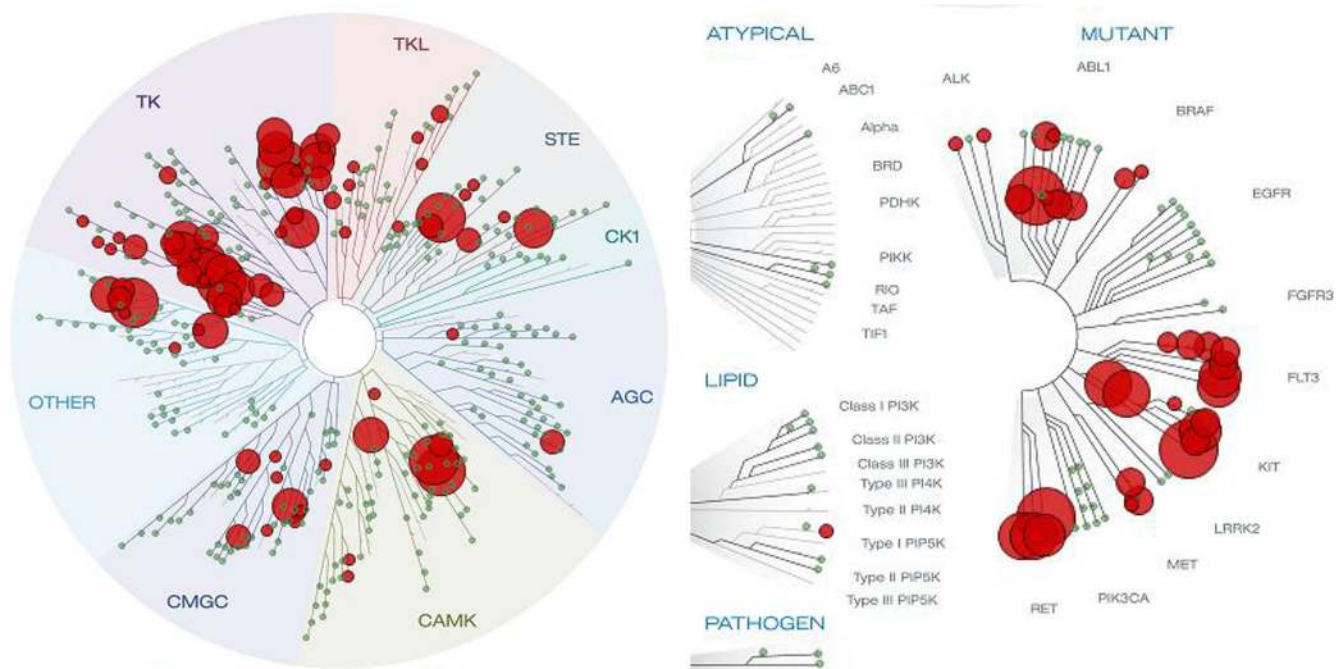 TKL
TK
STE
CK1
OTHER
AGC
CMGC
CAMK
ATYPICAL
A6
ABC1
Alpha
BRD
PDHK
PIKK
RIO
TAF
TIF1
LIPID
Class I PI3K
Class II PI3K
Class III PI3K
Type III PI4K
Type II PI4K
Type I PIP5K
Type II PIP5K
Type III PIP5K
PATHOGEN
MUTANT
ALK
ABL1
BRAF
EGFR
FGFR3
FLT3
KIT
LRRK2
MET
PIK3CA
RET